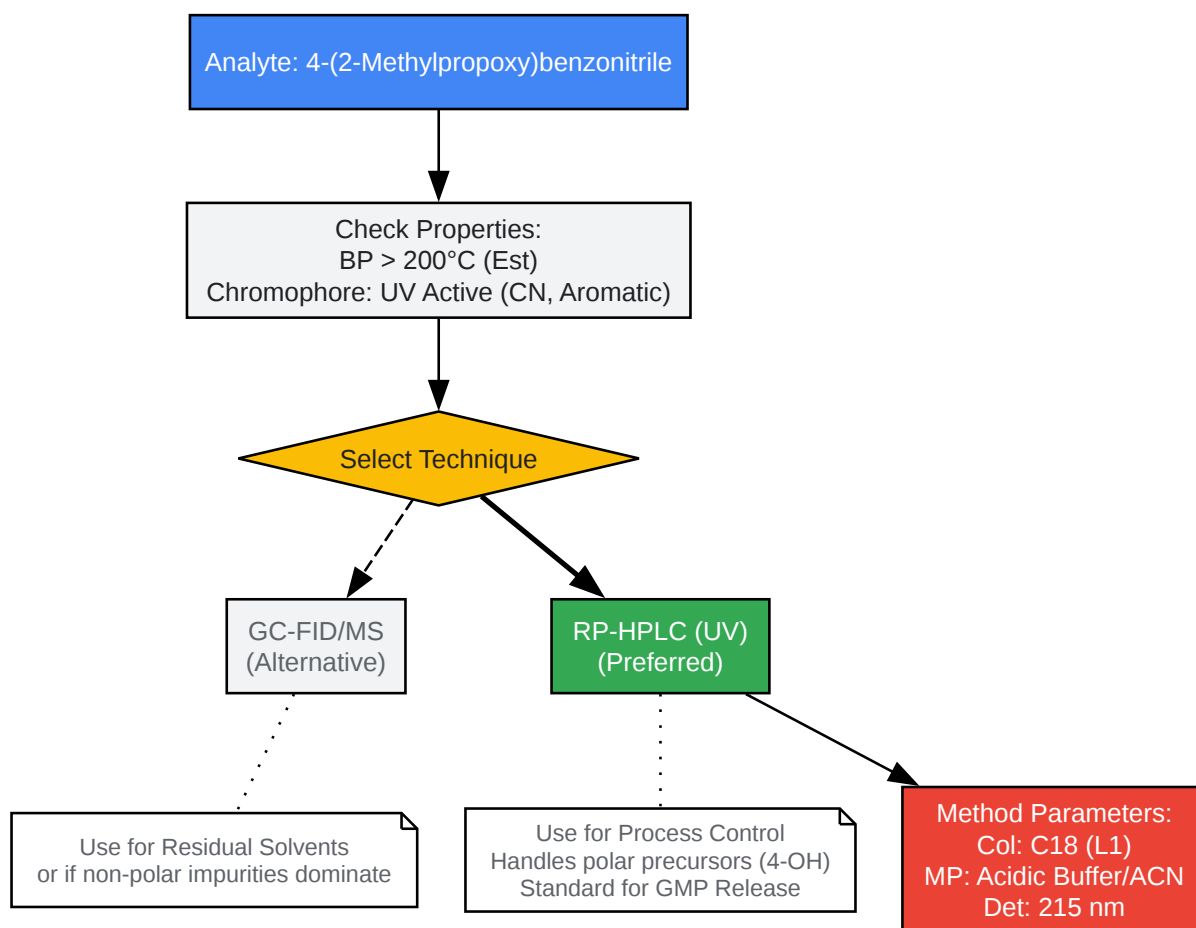 Analyte: 4-(2-Methylpropoxy)benzonitrile
Check Properties:
BP > 200°C (Est)
Chromophore: UV Active (CN, Aromatic)
Select Technique
GC-FID/MS
(Alternative)
RP-HPLC (UV)
(Preferred)
Use for Residual Solvents
or if non-polar impurities dominate
Use for Process Control
Handles polar precursors (4-OH)
Standard for GMP Release
Method Parameters:
Col: C18 (L1)
MP: Acidic Buffer/ACN
Det: 215 nm